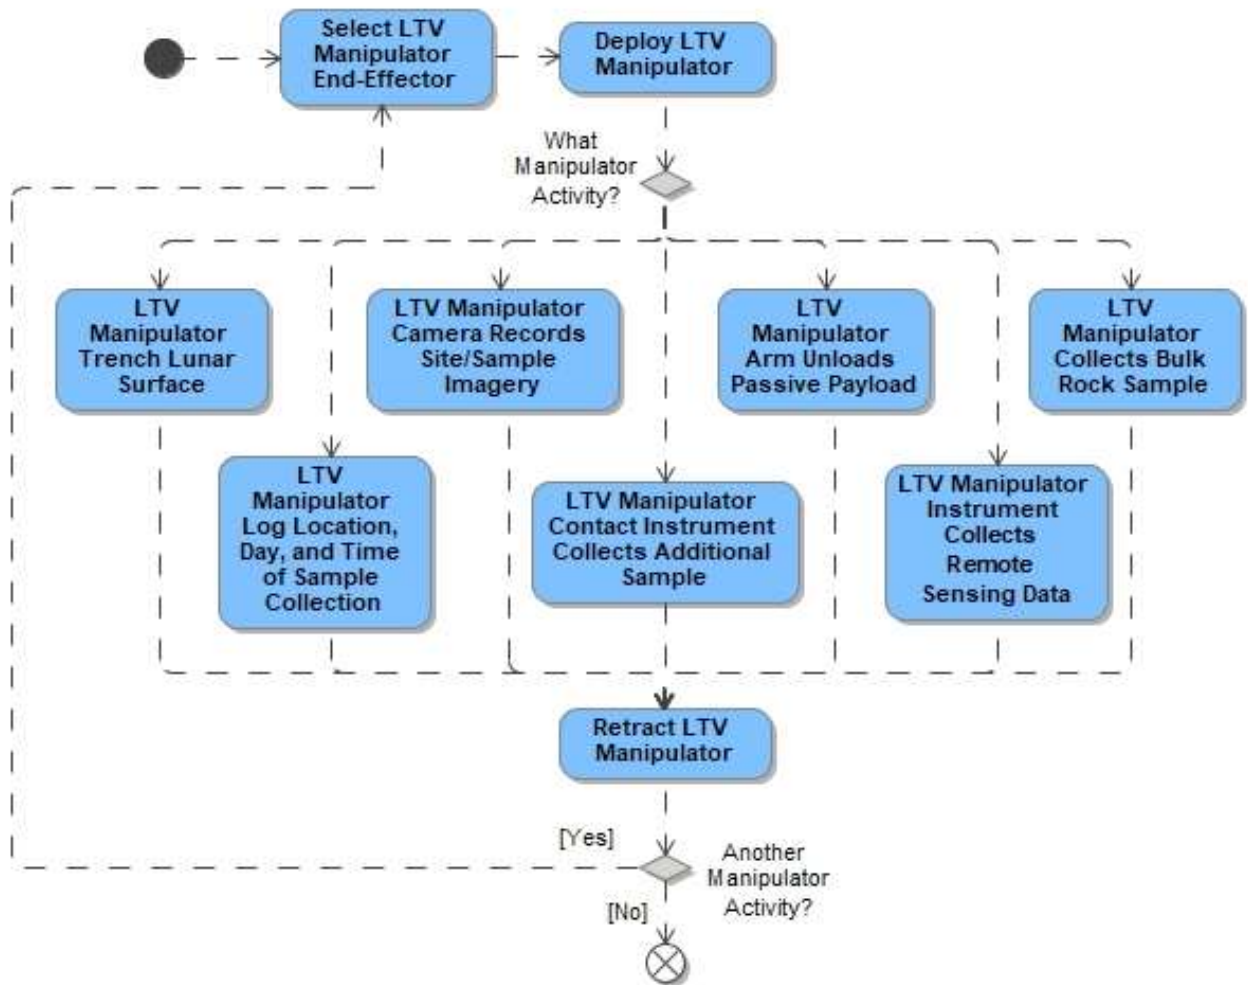 Select LTV
Manipulator
End-Effector
Deploy LTV
Manipulator
What
Manipulator
Activity?
LTV
Manipulator
Trench Lunar
Surface
LTV Manipulator
Camera Records
Site/Sample
Imagery
LTV
Manipulator
Arm Unloads
Passive Payload
LTV
Manipulator
Collects Bulk
Rock Sample
LTV
Manipulator
Log Location,
Day, and Time
of Sample
Collection
LTV Manipulator
Contact Instrument
Collects Additional
Sample
LTV Manipulator
Instrument
Collects
Remote
Sensing Data
Retract LTV
Manipulator
[Yes]
Another
Manipulator
Activity?
[No]